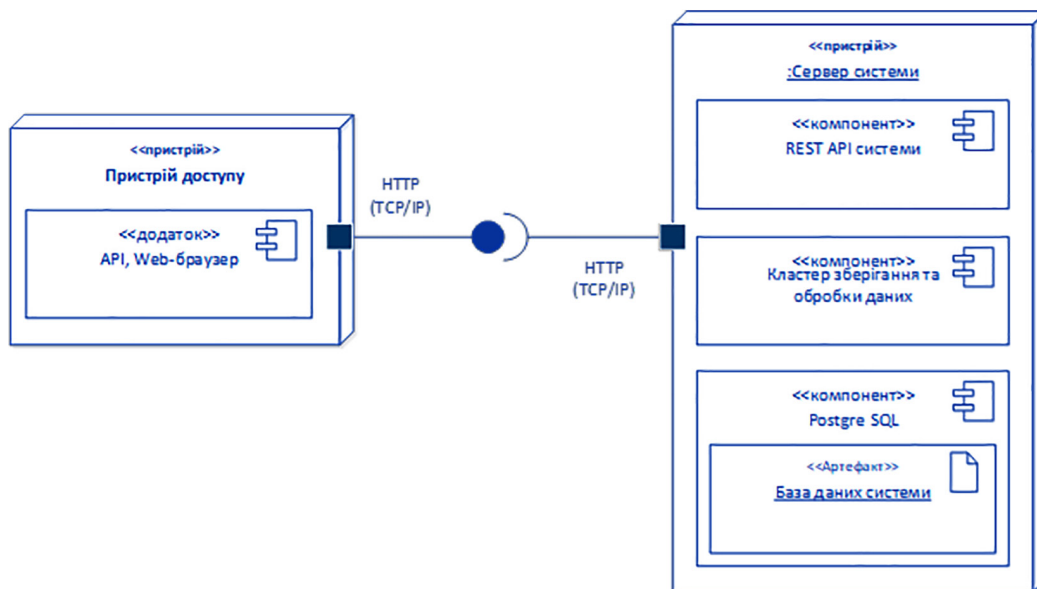 <<пристрій>>
Пристрій доступу
<<додаток>>
API, Web-браузер
HTTP
(TCP/IP)
HTTP
(TCP/IP)
<<пристрій>>
:Сервер системи
<<компонент>>
REST API системи
<<компонент>>
Кластер зберігання та
обробки даних
<<компонент>>
Postgre SQL
<<Артефакт>>
База даних системи